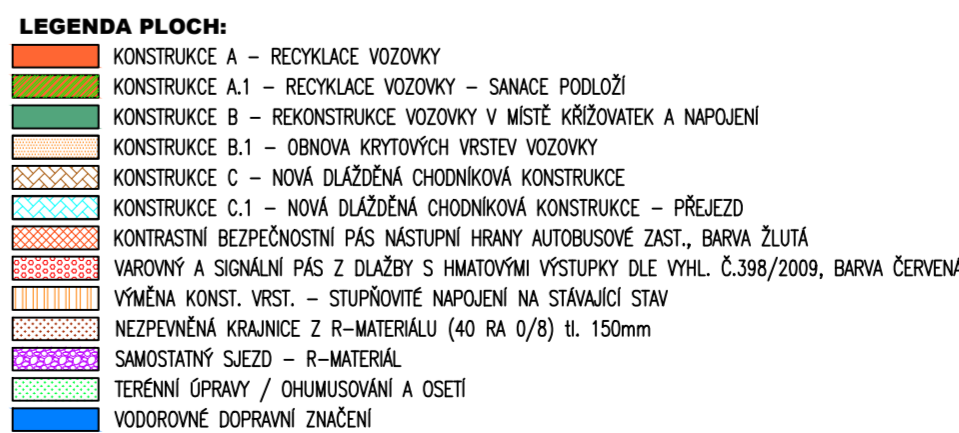 LEGENDA PLOCH:
KONSTRUKCE A – RECYKLACE VOZOVKY
KONSTRUKCE A.1 – RECYKLACE VOZOVKY – SANACE PODLOŽÍ
KONSTRUKCE B – REKONSTRUKCE VOZOVKY V MÍSTĚ KŘÍŽOVATEK A NAPOJENÍ
KONSTRUKCE B.1 – OBNOVA KRYTOVÝCH VRSTEV VOZOVKY
KONSTRUKCE C – NOVÁ DLÁŽDĚNÁ CHODNÍKOVÁ KONSTRUKCE
KONSTRUKCE C.1 – NOVÁ DLÁŽDĚNÁ CHODNÍKOVÁ KONSTRUKCE – PŘEJEZD
KONTRASTNÍ BEZPEČNOSTNÍ PÁS NÁSTUPNÍ HRANY AUTOBUSOVÉ ZAST., BARVA ŽLUTÁ
VAROVNÝ A SIGNÁLNÍ PÁS Z DLAŽBY S HMATOVÝMI VÝSTUPKY DLE VYHL. Č.398/2009, BARVA ČERVENÁ
VÝMĚNA KONST. VRST. – STUPŇOVITÉ NAPOJENÍ NA STÁVAJÍCÍ STAV
NEZPEVNĚNÁ KRAJNICE Z R–MATERIÁLU (40 RA 0/8) tl. 150mm
SAMOSTATNÝ SJEZD – R–MATERIÁL
TERÉNNÍ ÚPRAVY / OHUMUSOVÁNÍ A OSETÍ
VODOROVNÉ DOPRAVNÍ ZNAČENÍ